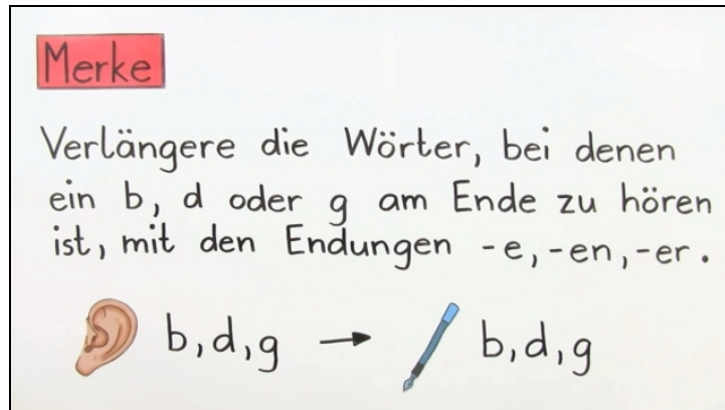 Merke
Verlängere die Wörter, bei denen
ein b, d oder g am Ende zu hören
ist, mit den Endungen -e, -en, -er.
b, d, g → b, d, g